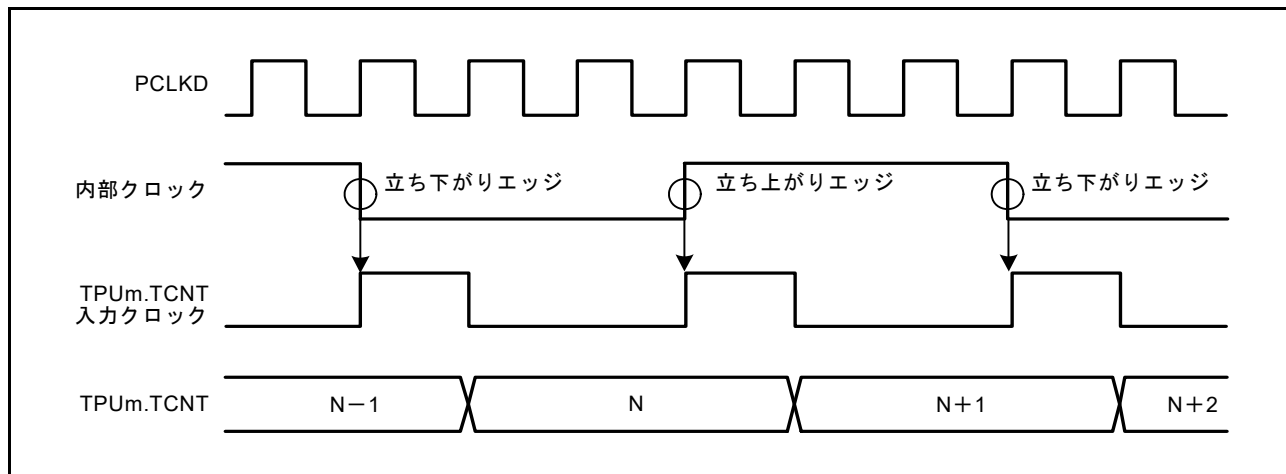 PCLKD
内部クロック
立ち下がりエッジ
立ち上がりエッジ
立ち下がりエッジ
TPUm.TCNT
入力クロック
TPUm.TCNT
N−1
N
N+1
N+2